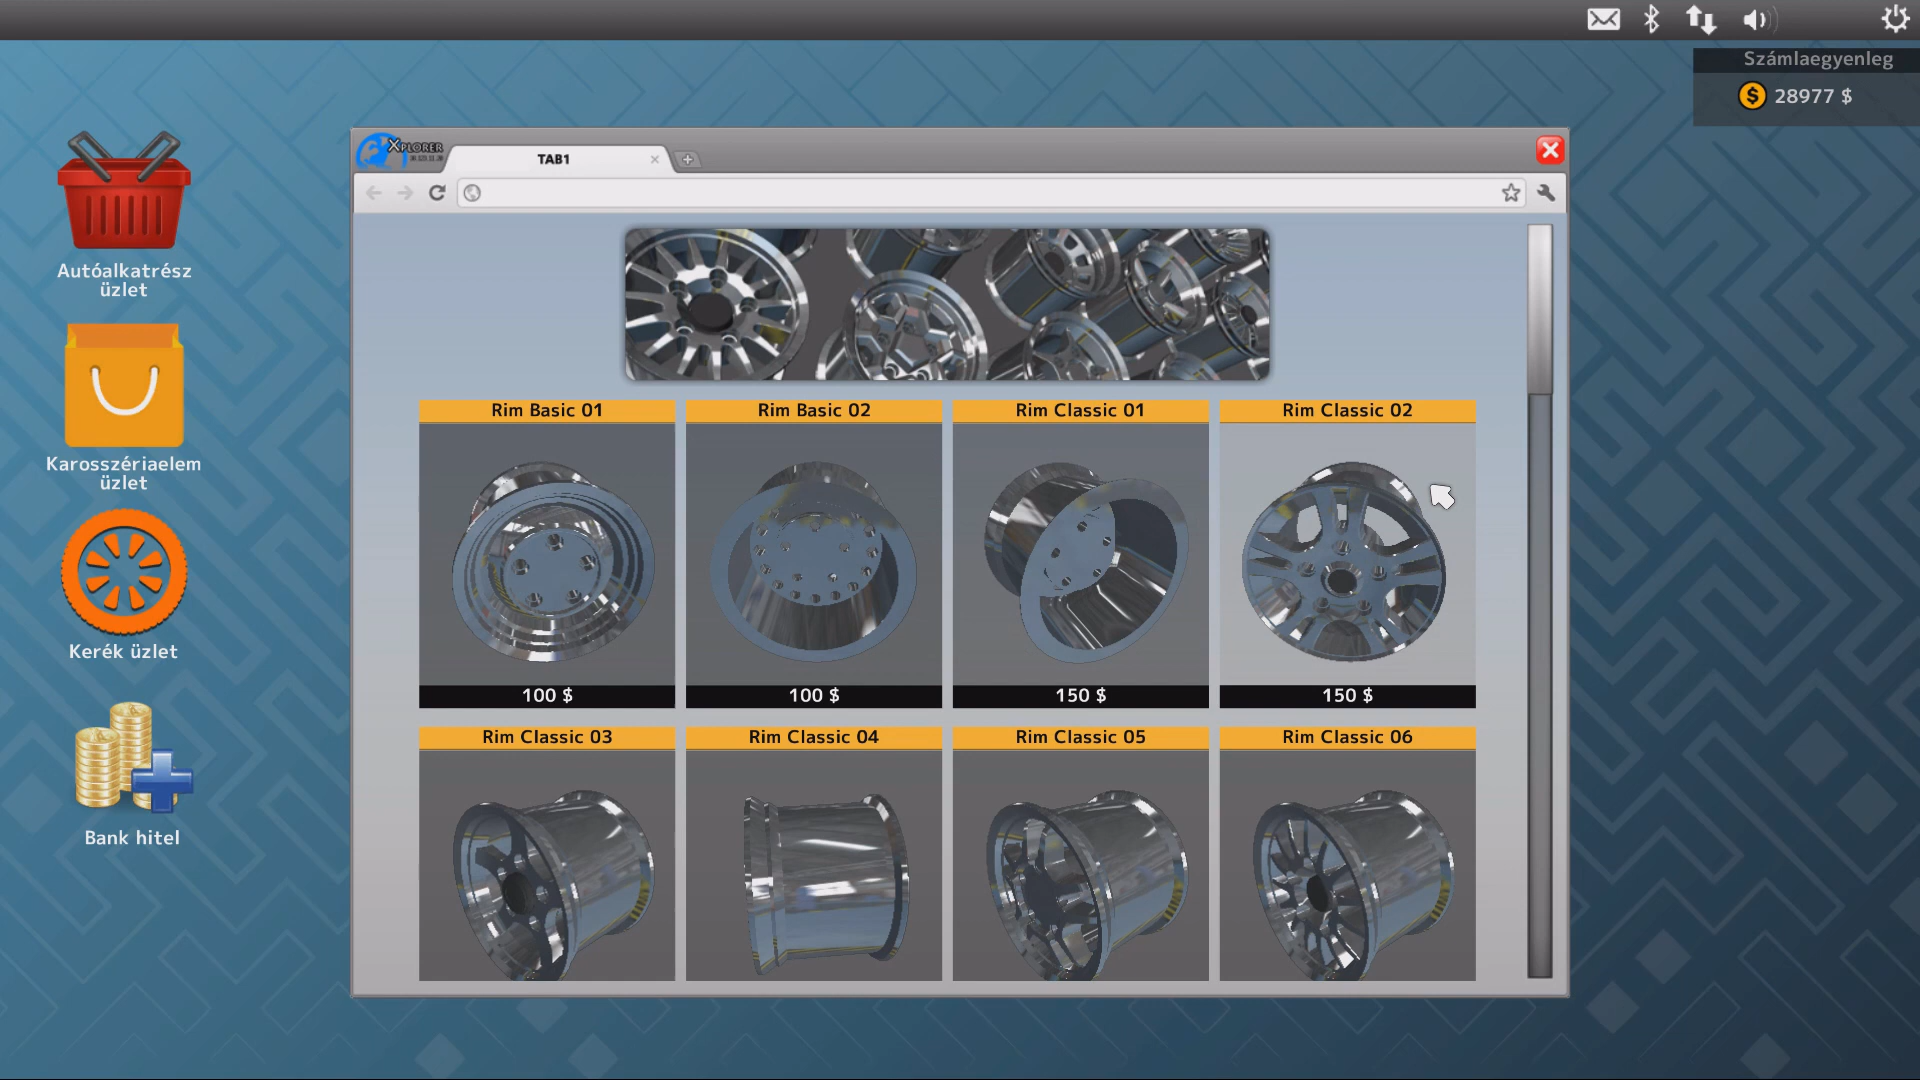 Számlaegyenleg
28977 $
Autóalkatrész
üzlet
Karosszériaelem
üzlet
Kerék üzlet
Bank hitel
XPLORER
TAB1
Rim Basic 01
Rim Basic 02
Rim Classic 01
Rim Classic 02
100 $
100 $
150 $
150 $
Rim Classic 03
Rim Classic 04
Rim Classic 05
Rim Classic 06